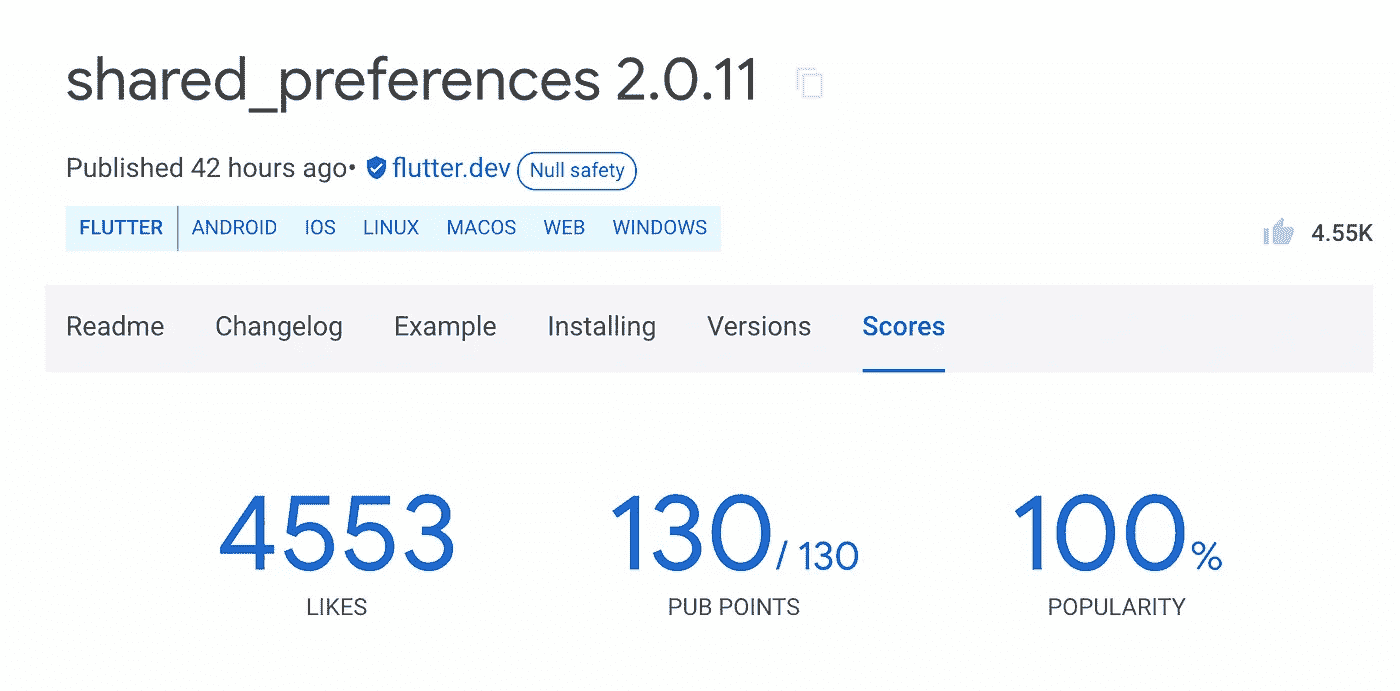 shared_preferences 2.0.11
Published 42 hours ago• flutter.dev Null safety
FLUTTER ANDROID IOS LINUX MACOS WEB WINDOWS
4.55K
Readme Changelog Example Installing Versions Scores
4553 130/130 100%
LIKES PUB POINTS POPULARITY